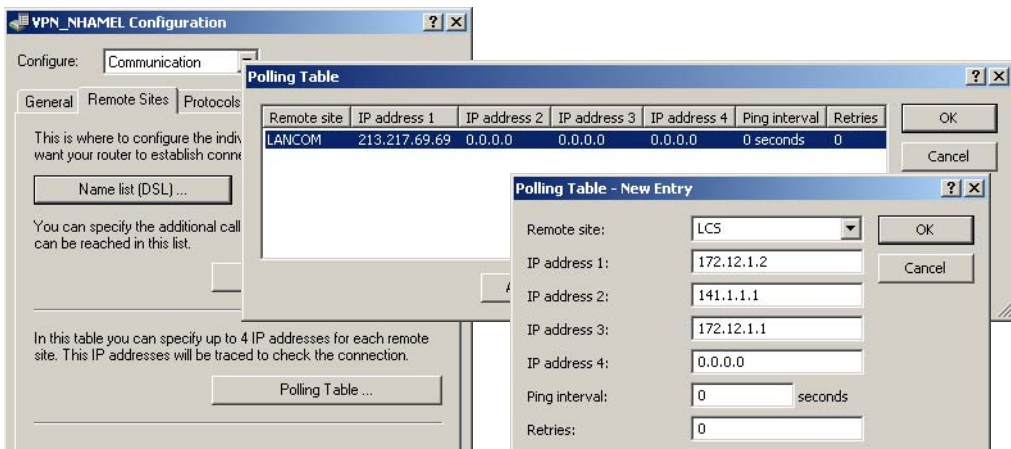 VPN_NHAMEL Configuration
Configure: Communication
General Remote Sites Protocols
This is where to configure the
want your router to establish
Name list (DSL) ...
You can specify the additional call
can be reached in this list.
In this table you can specify up to 4 IP addresses for each remote
site. This IP addresses will be traced to check the connection.
Polling Table ...
Polling Table
Remote site IP address 1 IP address 2 IP address 3 IP address 4 Ping interval Retries
LANCOM 213.217.69.69 0.0.0.0 0.0.0.0 0.0.0.0 0 seconds 0
OK
Cancel
Polling Table - New Entry
Remote site: LCS
IP address 1: 172.12.1.2
IP address 2: 141.1.1.1
IP address 3: 172.12.1.1
IP address 4: 0.0.0.0
Ping interval: 0 seconds
Retries: 0
OK
Cancel